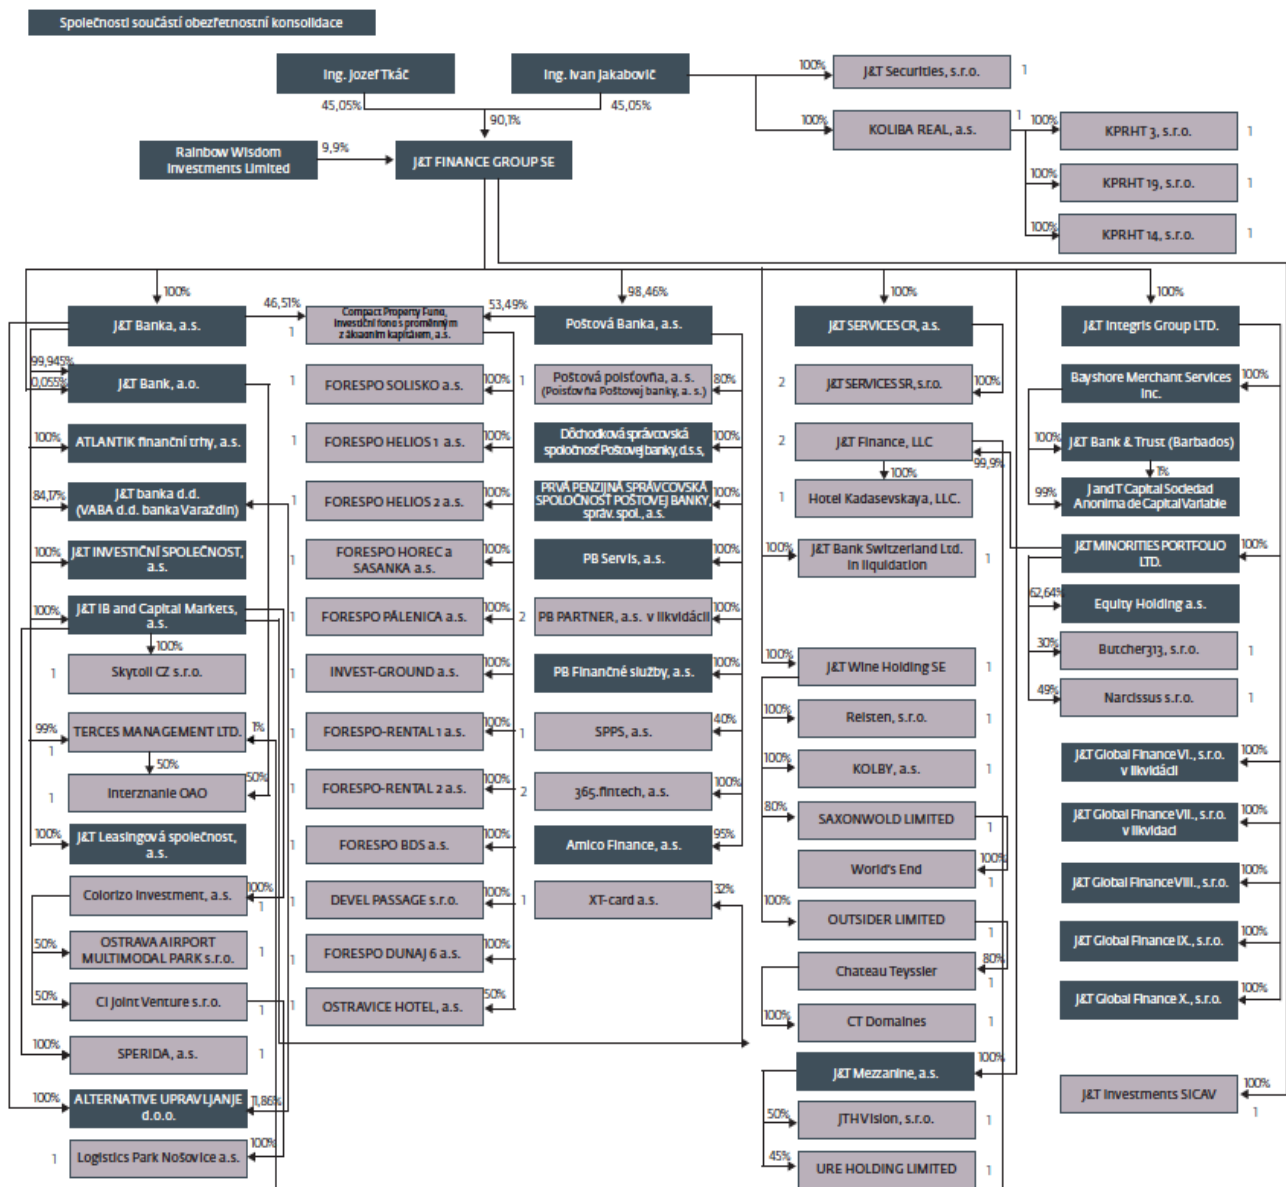 Společnosti součástí obezřetnostní konsolidace
Ing. Jozef Tkáč
Ing. Ivan Jakabovič
45,05%
45,05%
90,1%
100%
J&T Securities, s.r.o.
1
100%
KOLIBA REAL, a.s.
1
100%
KPRHT 3, s.r.o.
1
100%
KPRHT 19, s.r.o.
1
100%
KPRHT 14, s.r.o.
1
Rainbow Wisdom
Investments Limited
9,9%
J&T FINANCE GROUP SE
100%
98,46%
100%
100%
J&T Banka, a.s.
46,51%
1
Compact Property Fund,
Investiční fond s proměnným
základním kapitálem, a.s.
53,49%
Poštová Banka, a.s.
J&T SERVICES CR, a.s.
J&T Integris Group LTD.
99,945%
0,055%
J&T Bank, a.o.
100%
ATLANTIK finanční trhy, a.s.
84,17%
J&T banka d.d.
(VABA d.d. banka Varaždin)
100%
J&T INVESTIČNÍ SPOLEČNOST,
a.s.
100%
J&T IB and Capital Markets,
a.s.
100%
1
Skytoll CZ s.r.o.
99%
1
TERCES MANAGEMENT LTD.
1%
50%
1
Interznanie OAO
50%
100%
J&T Leasingová společnost,
a.s.
Colorizo Investment, a.s.
100%
1
50%
OSTRAVA AIRPORT
MULTIMODAL PARK s.r.o.
1
50%
CI Joint Venture s.r.o.
1
100%
SPERIDA, a.s.
1
100%
ALTERNATIVE UPRAVLJANJE
d.o.o.
11,86%
1
Logistics Park Nošovice a.s.
100%
1
FORESPO SOLISKO a.s.
100%
1
FORESPO HELIOS 1 a.s.
100%
1
FORESPO HELIOS 2 a.s.
100%
1
FORESPO HOREC a
SASANKA a.s.
100%
1
FORESPO PÁLENICA a.s.
100%
1
INVEST-GROUND a.s.
100%
1
FORESPO-RENTAL 1 a.s.
100%
1
FORESPO-RENTAL 2 a.s.
100%
1
FORESPO BDS a.s.
100%
1
DEVEL PASSAGE s.r.o.
100%
1
FORESPO DUNAJ 6 a.s.
100%
1
OSTRAVICE HOTEL, a.s.
50%
1
Poštová poisťovňa, a. s.
(Poisťovňa Poštovej banky, a. s.)
80%
Dôchodková správcovská
spoločnosť Poštovej banky, d.s.s,
100%
PRVÁ PENZIJNÁ SPRÁVCOVSKÁ
SPOLOČNOSŤ POŠTOVEJ BANKY,
správ. spol., a.s.
100%
PB Servis, a.s.
100%
2
PB PARTNER, a.s. v likvidácii
100%
PB Finančné služby, a.s.
100%
1
SPPS, a.s.
40%
2
365.fintech, a.s.
100%
Amico Finance, a.s.
95%
1
XT-card a.s.
32%
2
J&T SERVICES SR, s.r.o.
100%
2
J&T Finance, LLC
99,9%
100%
1
Hotel Kadasevskaya, LLC.
100%
J&T Bank Switzerland Ltd.
in liquidation
1
100%
J&T Wine Holding SE
1
100%
Reisten, s.r.o.
1
100%
KOLBY, a.s.
1
80%
SAXONWOLD LIMITED
1
World's End
100%
1
100%
OUTSIDER LIMITED
1
Chateau Teyssier
80%
1
100%
CT Domaines
1
J&T Mezzanine, a.s.
100%
50%
JTH Vision, s.r.o.
1
45%
URE HOLDING LIMITED
1
Bayshore Merchant Services
Inc.
100%
100%
J&T Bank & Trust (Barbados)
1%
99%
J and T Capital Sociedad
Anonima de Capital Variable
J&T MINORITIES PORTFOLIO
LTD.
100%
62,64%
Equity Holding a.s.
30%
Butcher313, s.r.o.
1
49%
Narcissus s.r.o.
1
J&T Global Finance VI., s.r.o.
v likvidácii
100%
J&T Global Finance VII., s.r.o.
v likvidaci
100%
J&T Global Finance VIII., s.r.o.
100%
J&T Global Finance IX., s.r.o.
100%
J&T Global Finance X., s.r.o.
100%
J&T Investments SICAV
100%
1